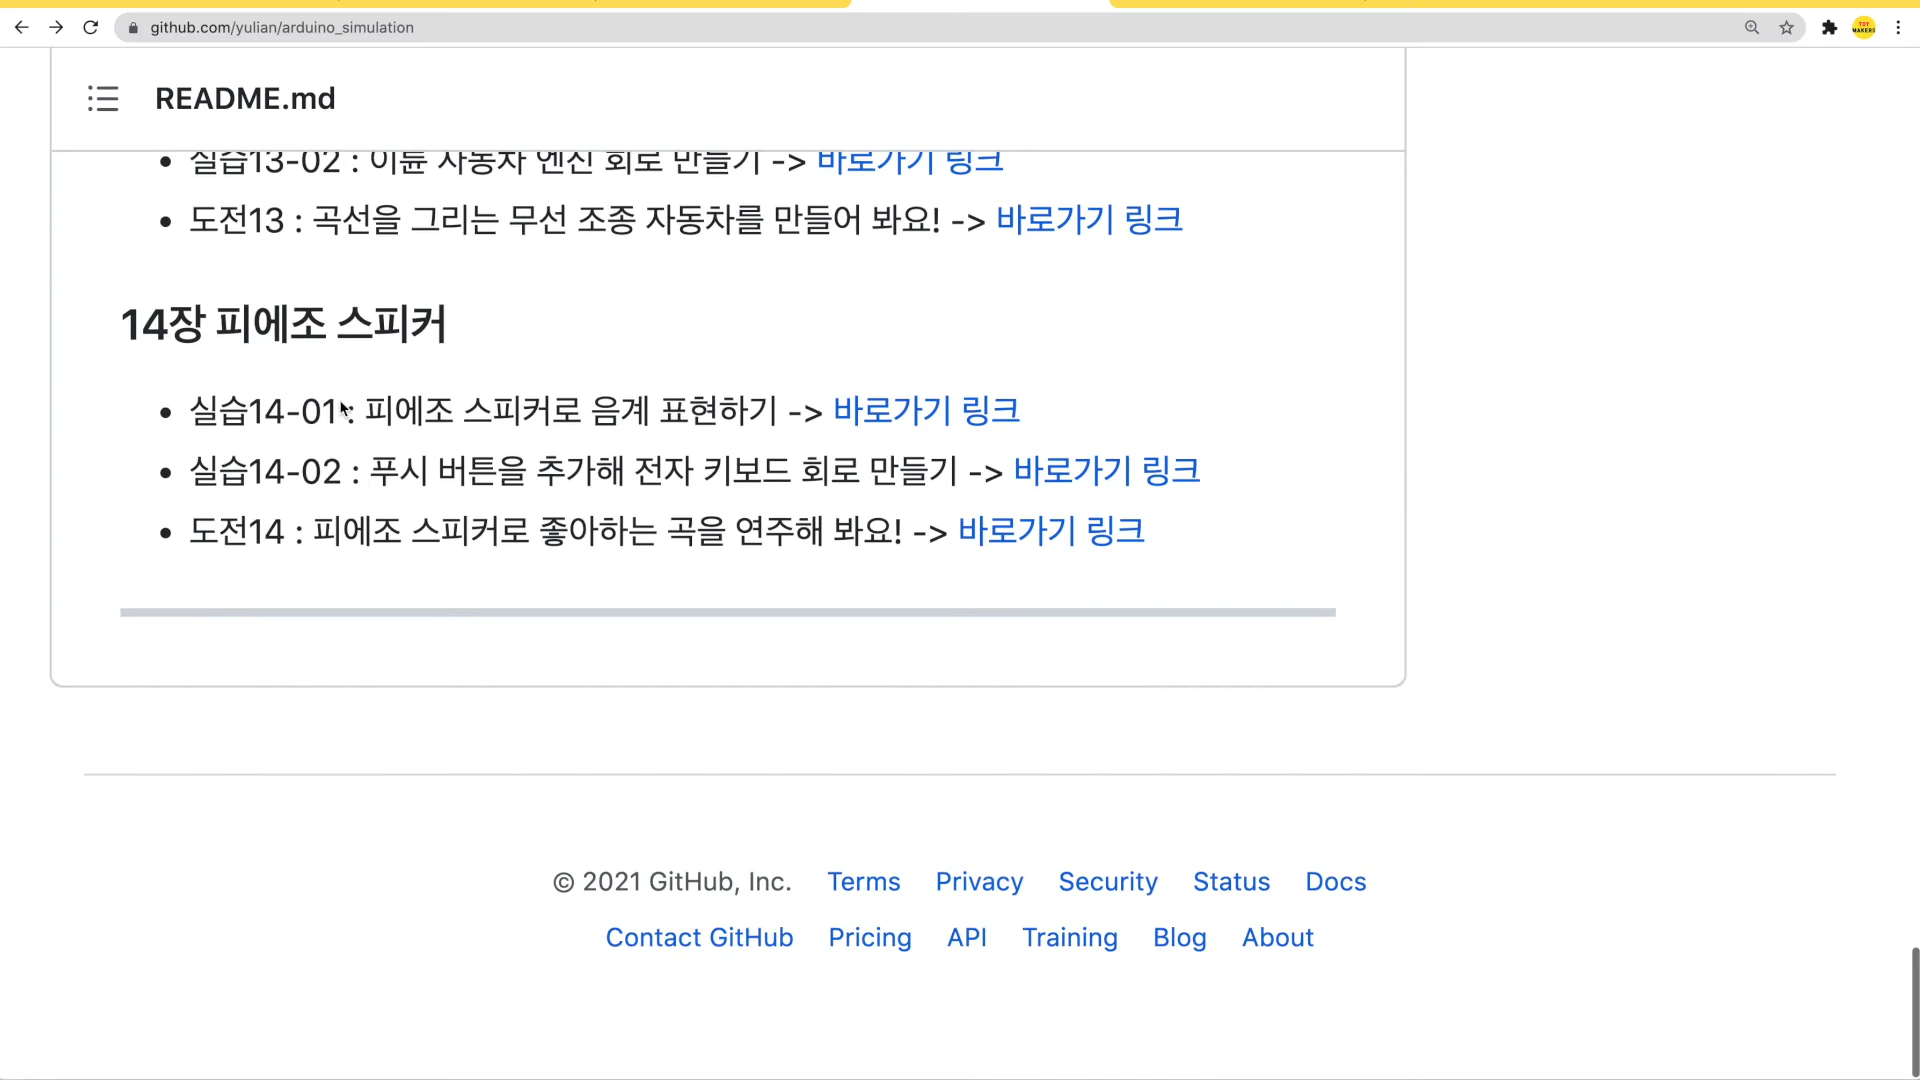 github.com/yulian/arduino_simulation
TOY MAKERS
README.md
실습13-02 : 이륜 자동차 엔진 회로 만들기 -> 바로가기 링크
도전13 : 곡선을 그리는 무선 조종 자동차를 만들어 봐요! -> 바로가기 링크
14장 피에조 스피커
실습14-01 : 피에조 스피커로 음계 표현하기 -> 바로가기 링크
실습14-02 : 푸시 버튼을 추가해 전자 키보드 회로 만들기 -> 바로가기 링크
도전14 : 피에조 스피커로 좋아하는 곡을 연주해 봐요! -> 바로가기 링크
© 2021 GitHub, Inc. Terms Privacy Security Status Docs
Contact GitHub Pricing API Training Blog About